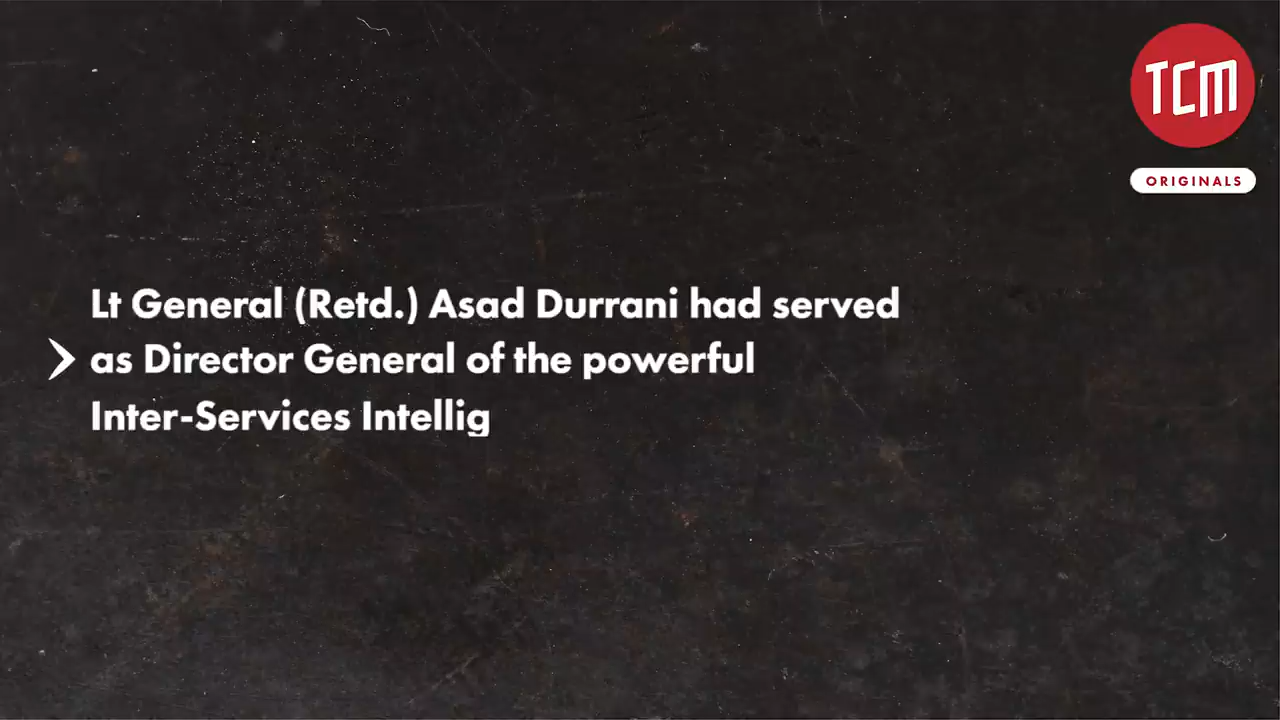 TCM
ORIGINALS
Lt General (Retd.) Asad Durrani had served
as Director General of the powerful
Inter-Services Intellig